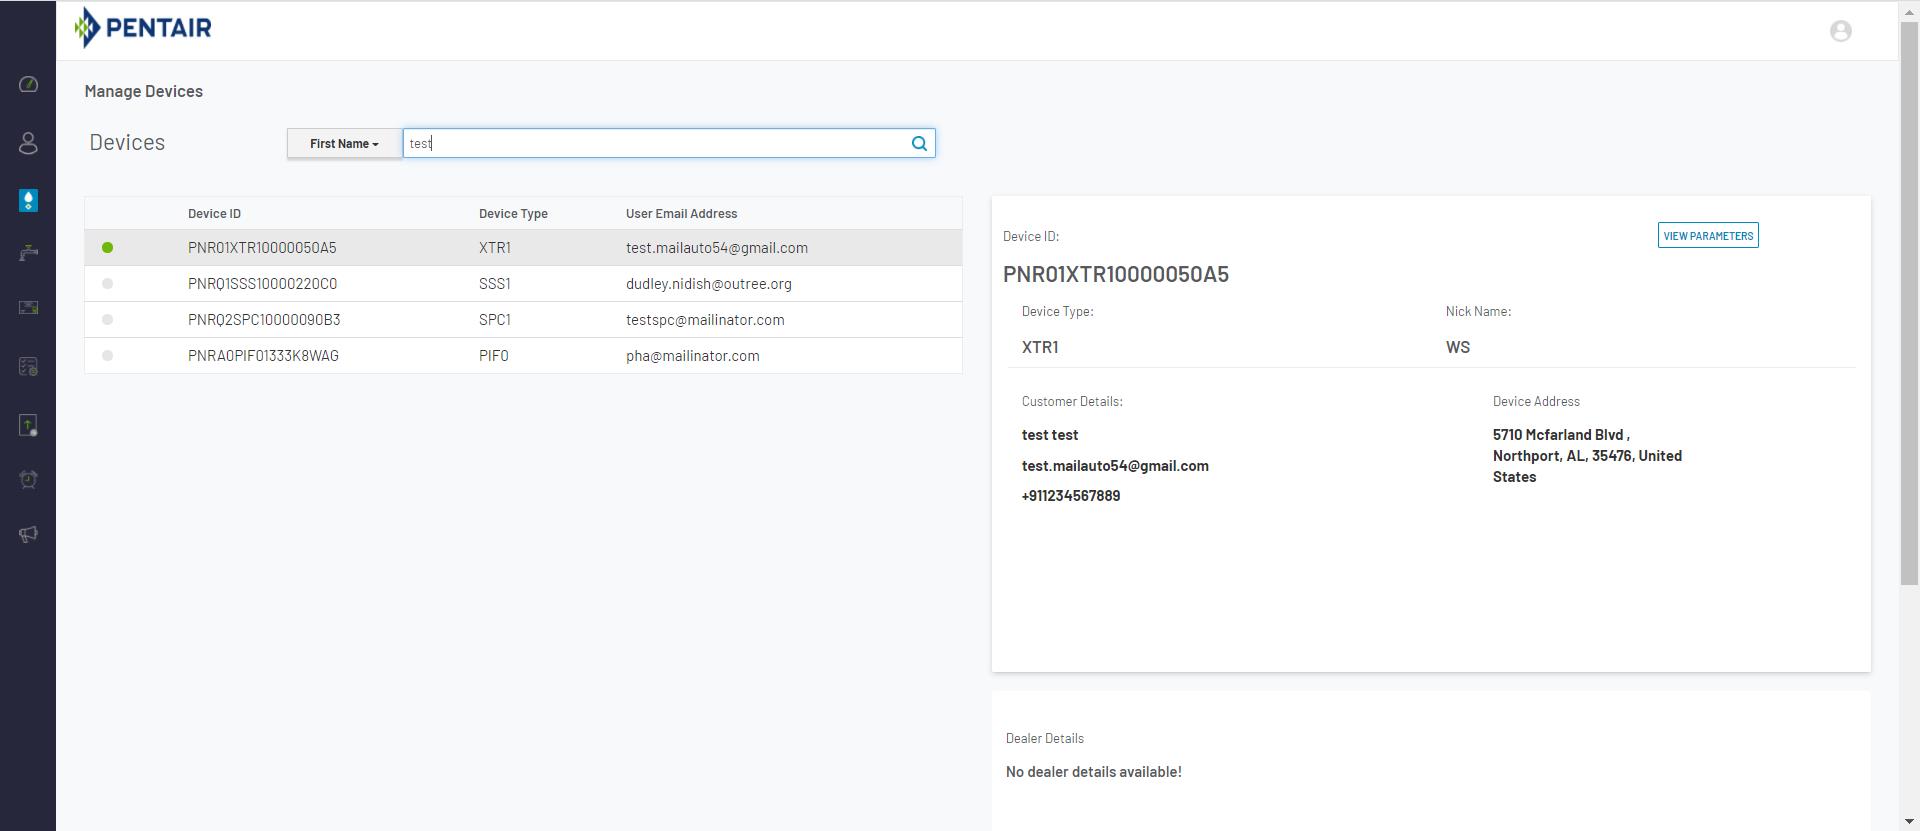 PENTAIR
Manage Devices
Devices
First Name
test
Device ID Device Type User Email Address
PNR01XTR10000050A5 XTR1 test.mailauto54@gmail.com
PNRQ1SSS10000220C0 SSS1 dudley.nidish@outree.org
PNRQ2SPC10000090B3 SPC1 testspc@mailinator.com
PNRA0PIF01333K8WAG PIF0 pha@mailinator.com
Device ID:
VIEW PARAMETERS
PNR01XTR10000050A5
Device Type: Nick Name:
XTR1 WS
Customer Details:
test test
test.mailauto54@gmail.com
+911234567889
Device Address
5710 Mcfarland Blvd ,
Northport, AL, 35476, United
States
Dealer Details
No dealer details available!